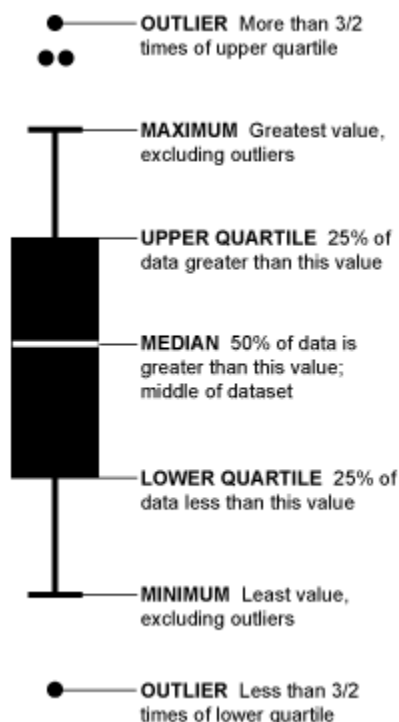 OUTLIER More than 3/2
times of upper quartile
MAXIMUM Greatest value,
excluding outliers
UPPER QUARTILE 25% of
data greater than this value
MEDIAN 50% of data is
greater than this value;
middle of dataset
LOWER QUARTILE 25% of
data less than this value
MINIMUM Least value,
excluding outliers
OUTLIER Less than 3/2
times of lower quartile